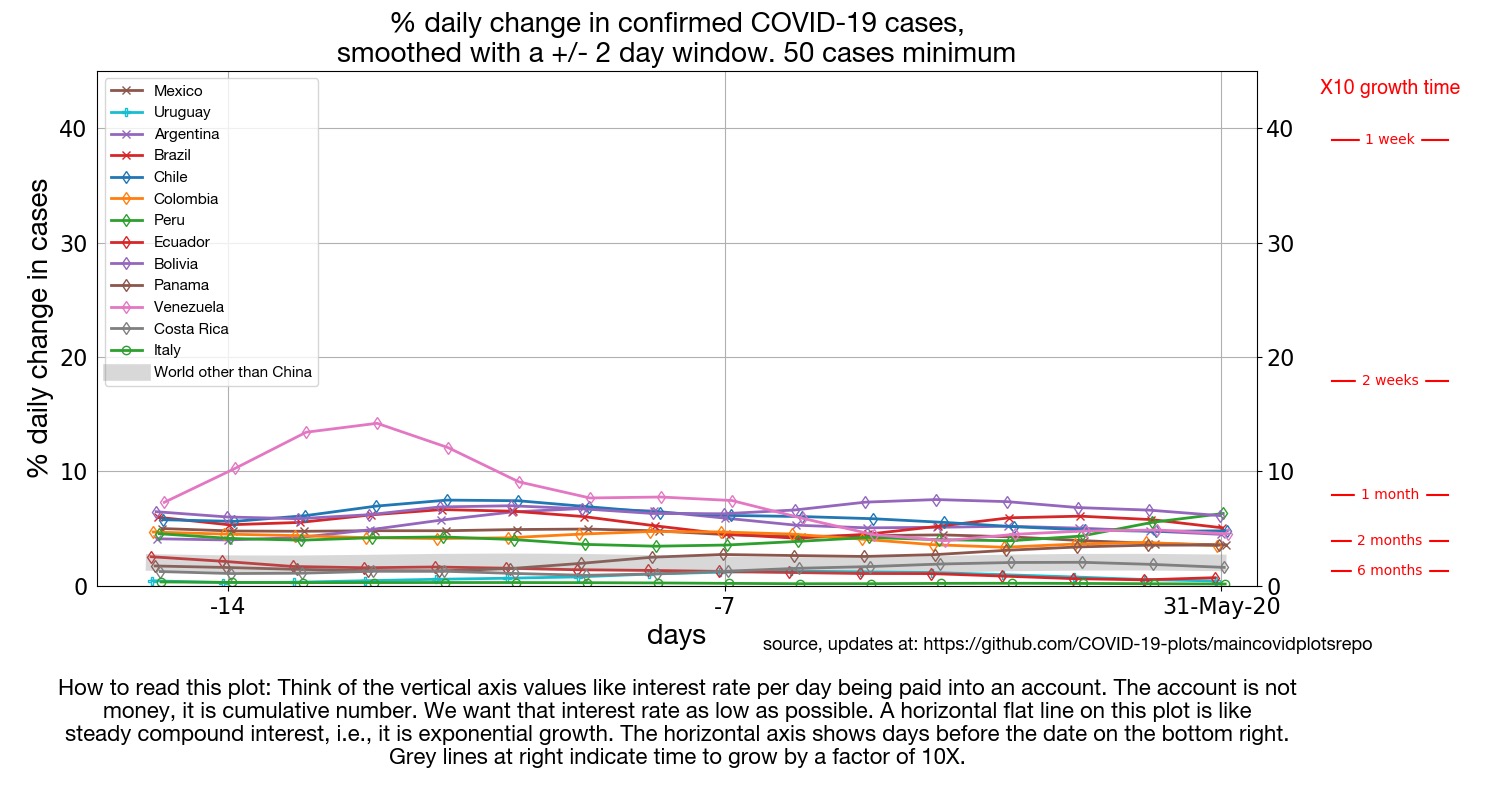 % daily change in confirmed COVID-19 cases,
smoothed with a +/- 2 day window. 50 cases minimum
X10 growth time
Mexico
Uruguay
Argentina
Brazil
Chile
Colombia
Peru
Ecuador
Bolivia
Panama
Venezuela
Costa Rica
Italy
World other than China
% daily change in cases
40
30
20
10
0
40
30
20
10
0
1 week
2 weeks
1 month
2 months
6 months
-14
-7
31-May-20
days
source, updates at: https://github.com/COVID-19-plots/maincovidplotsrepo
How to read this plot: Think of the vertical axis values like interest rate per day being paid into an account. The account is not
money, it is cumulative number. We want that interest rate as low as possible. A horizontal flat line on this plot is like
steady compound interest, i.e., it is exponential growth. The horizontal axis shows days before the date on the bottom right.
Grey lines at right indicate time to grow by a factor of 10X.